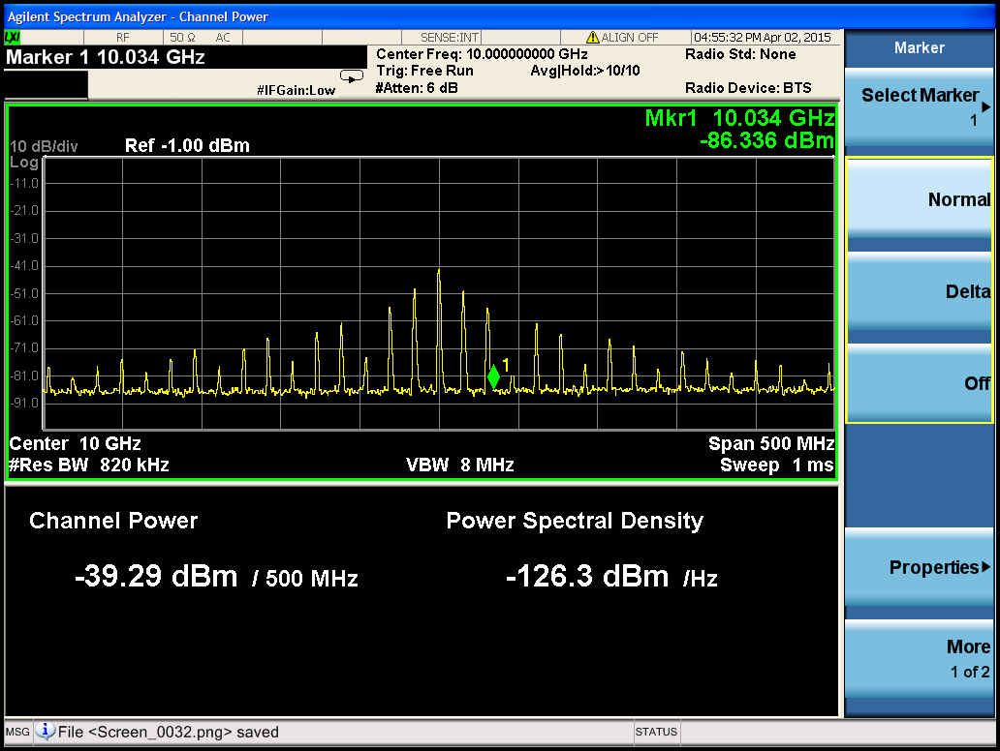 Agilent Spectrum Analyzer - Channel Power
LXI RF 50 Ω AC SENSE:INT ALIGN OFF 04:55:32 PM Apr 02, 2015
Marker 1 10.034 GHz
#IFGain:Low
Center Freq: 10.000000000 GHz
Trig: Free Run Avg|Hold:>10/10
#Atten: 6 dB
Radio Std: None
Radio Device: BTS
Mkr1 10.034 GHz
-86.336 dBm
10 dB/div Ref -1.00 dBm
Log
-11.0
-21.0
-31.0
-41.0
-51.0
-61.0
-71.0
-81.0
-91.0
1
Center 10 GHz Span 500 MHz
#Res BW 820 kHz VBW 8 MHz Sweep 1 ms
Channel Power Power Spectral Density
-39.29 dBm / 500 MHz -126.3 dBm /Hz
Marker
Select Marker
1
Normal
Delta
Off
Properties
More
1 of 2
MSG File <Screen_0032.png> saved STATUS